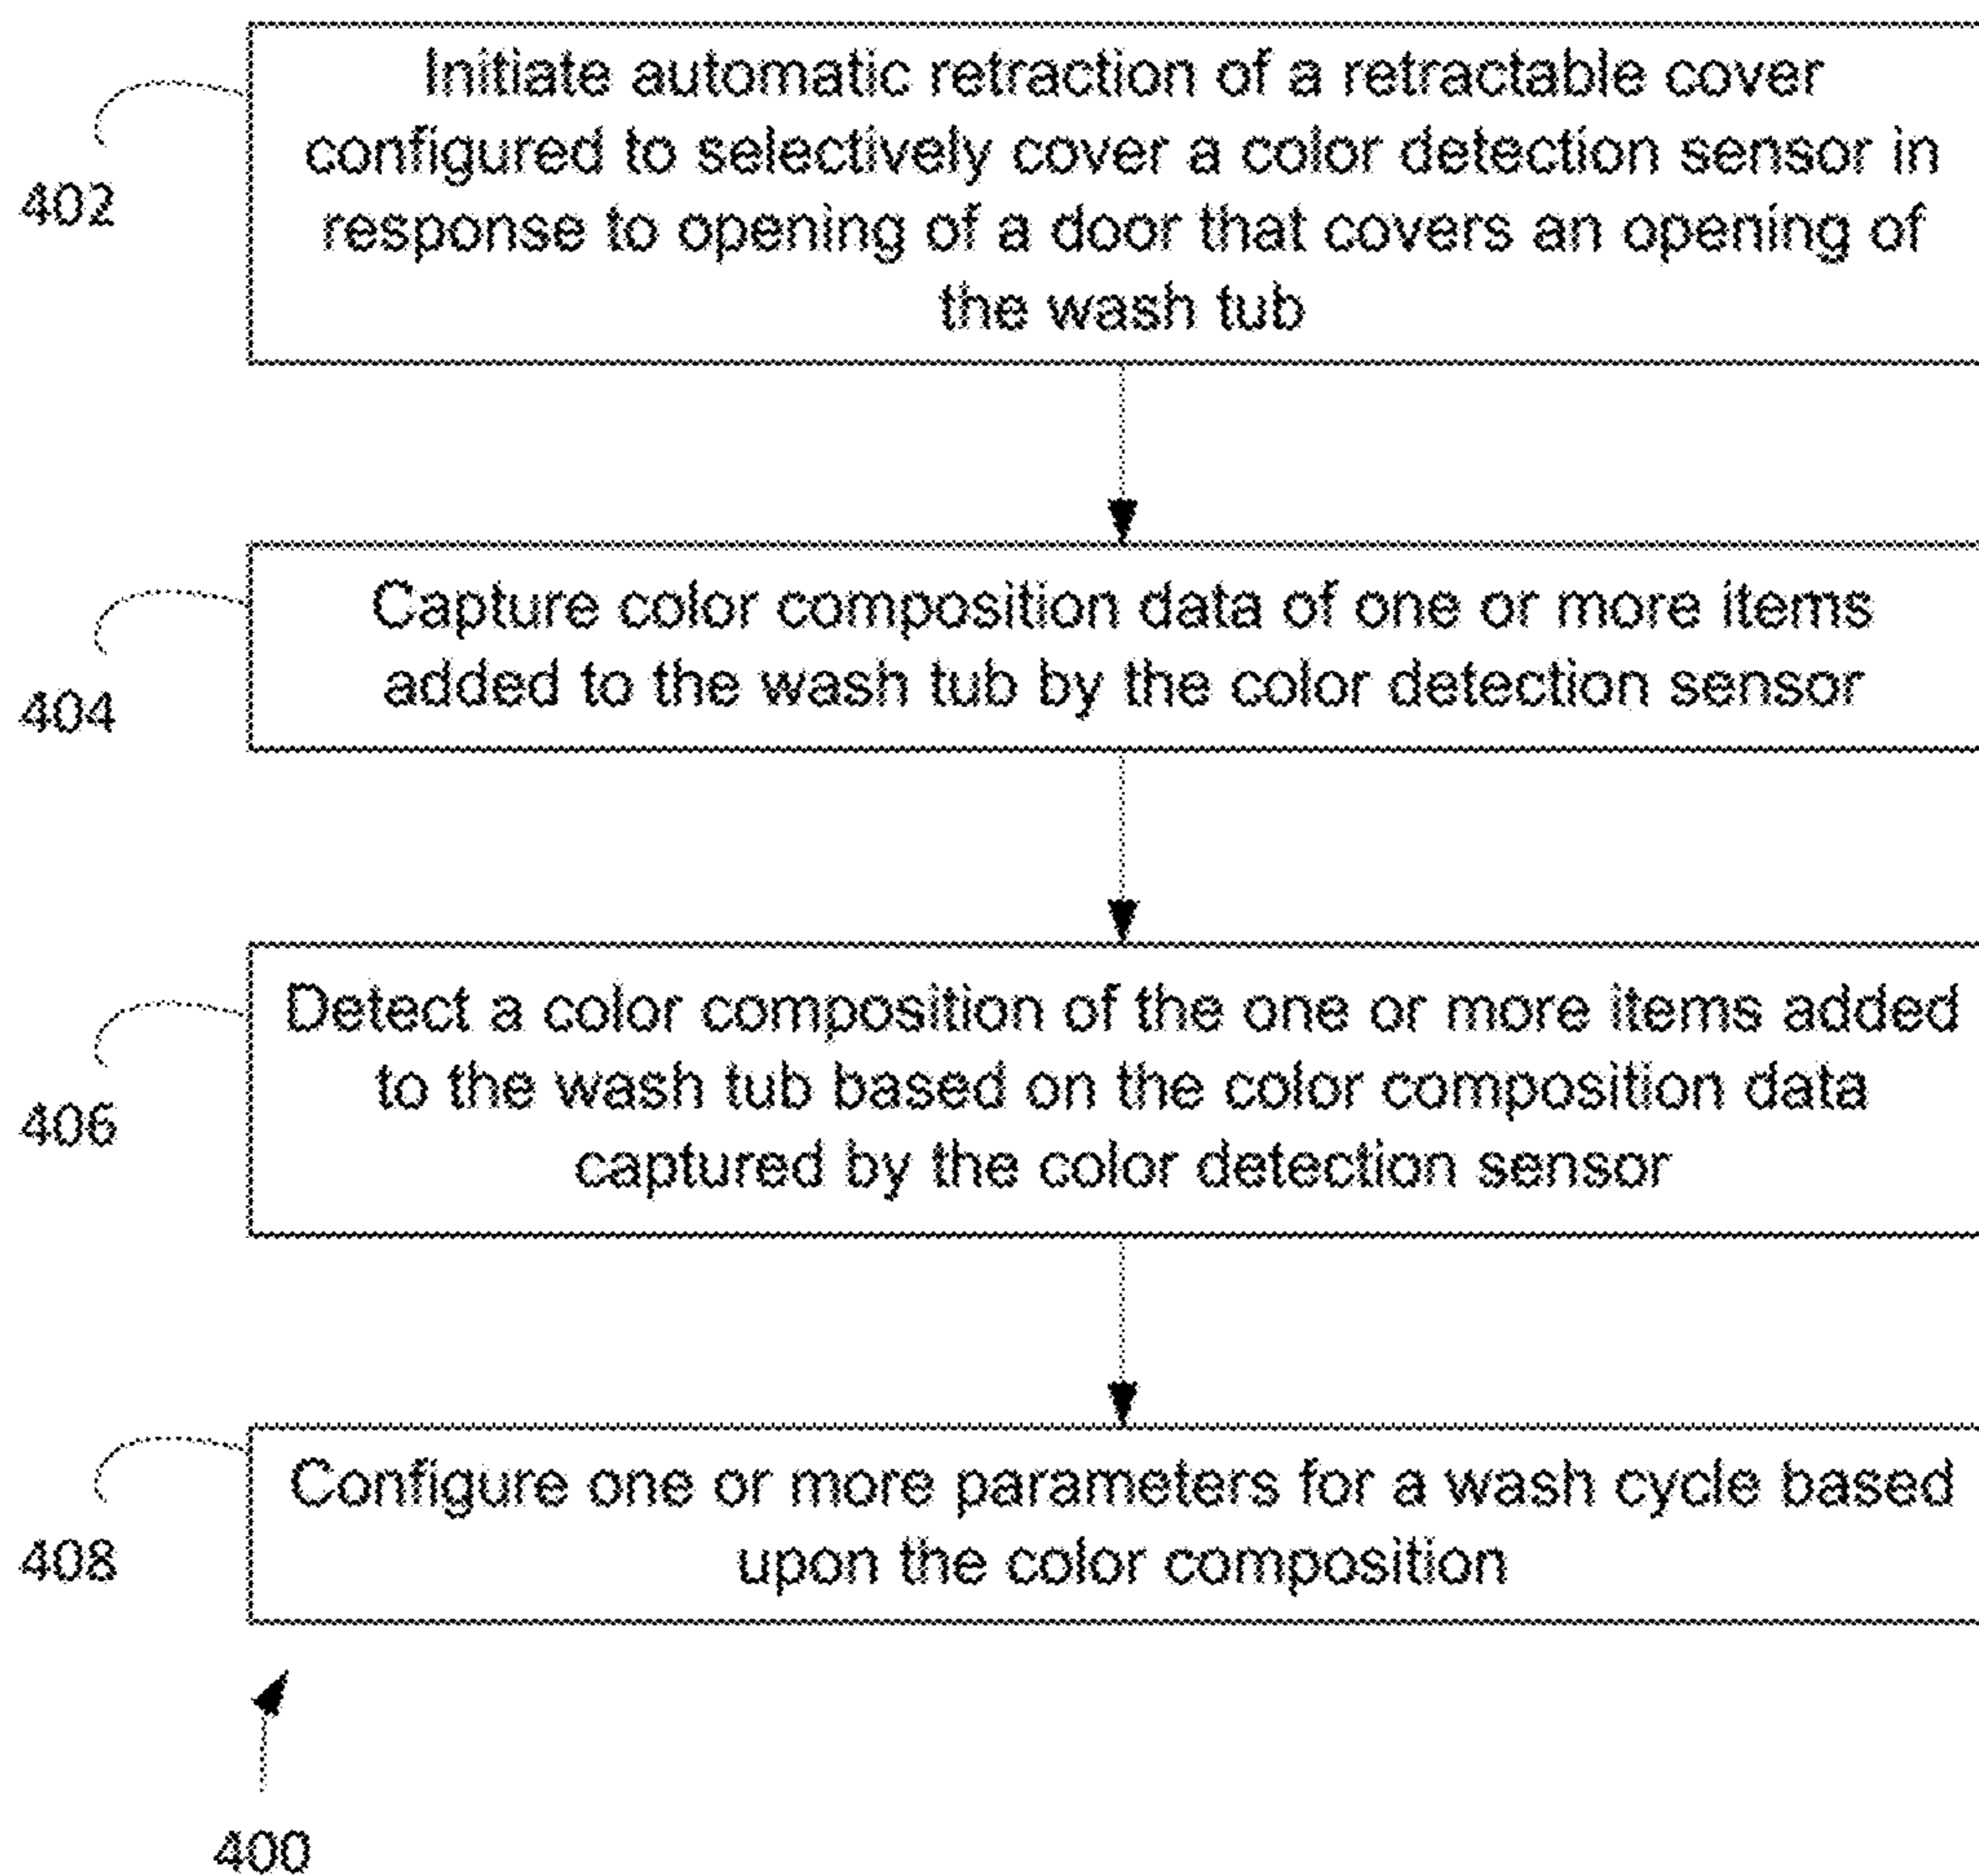 Initiate automatic retraction of a retractable cover
configured to selectively cover a color detection sensor in
response to opening of a door that covers an opening of
the wash tub
402
Capture color composition data of one or more items
added to the wash tub by the color detection sensor
404
Detect a color composition of the one or more items added
to the wash tub based on the color composition data
captured by the color detection sensor
406
Configure one or more parameters for a wash cycle based
upon the color composition
408
400